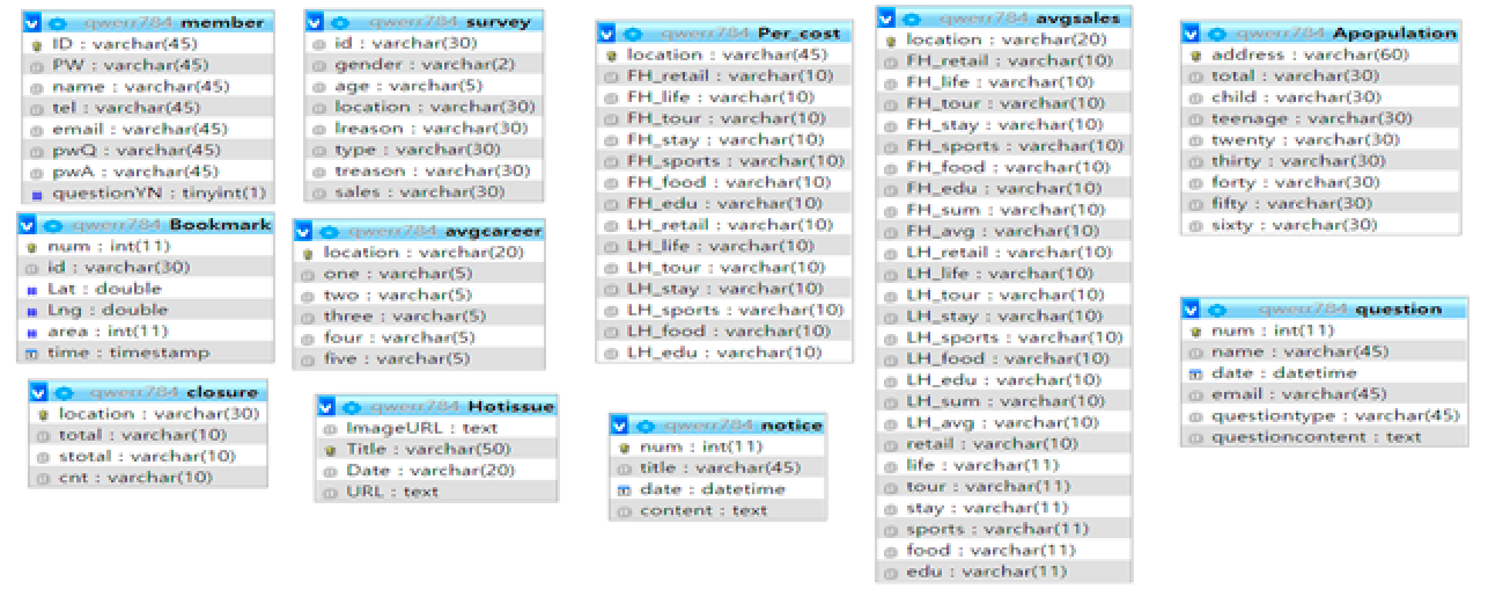 qwerr784 member
ID : varchar(45)
PW : varchar(45)
name : varchar(45)
tel : varchar(45)
email : varchar(45)
pwQ : varchar(45)
pwA : varchar(45)
questionYN : tinyint(1)
qwerr784 survey
id : varchar(30)
gender : varchar(2)
age : varchar(5)
location : varchar(30)
lreason : varchar(30)
type : varchar(30)
treason : varchar(30)
sales : varchar(30)
qwerr784 Per_cost
location : varchar(45)
FH_retail : varchar(10)
FH_life : varchar(10)
FH_tour : varchar(10)
FH_stay : varchar(10)
FH_sports : varchar(10)
FH_food : varchar(10)
FH_edu : varchar(10)
LH_retail : varchar(10)
LH_life : varchar(10)
LH_tour : varchar(10)
LH_stay : varchar(10)
LH_sports : varchar(10)
LH_food : varchar(10)
LH_edu : varchar(10)
qwerr784 avgsales
location : varchar(20)
FH_retail : varchar(10)
FH_life : varchar(10)
FH_tour : varchar(10)
FH_stay : varchar(10)
FH_sports : varchar(10)
FH_food : varchar(10)
FH_edu : varchar(10)
FH_sum : varchar(10)
FH_avg : varchar(10)
LH_retail : varchar(10)
LH_life : varchar(10)
LH_tour : varchar(10)
LH_stay : varchar(10)
LH_sports : varchar(10)
LH_food : varchar(10)
LH_edu : varchar(10)
LH_sum : varchar(10)
LH_avg : varchar(10)
retail : varchar(10)
life : varchar(11)
tour : varchar(11)
stay : varchar(11)
sports : varchar(11)
food : varchar(11)
edu : varchar(11)
qwerr784 Apopulation
address : varchar(60)
total : varchar(30)
child : varchar(30)
teenage : varchar(30)
twenty : varchar(30)
thirty : varchar(30)
forty : varchar(30)
fifty : varchar(30)
sixty : varchar(30)
qwerr784 Bookmark
num : int(11)
id : varchar(30)
Lat : double
Lng : double
area : int(11)
time : timestamp
qwerr784 avgcareer
location : varchar(20)
one : varchar(5)
two : varchar(5)
three : varchar(5)
four : varchar(5)
five : varchar(5)
qwerr784 question
num : int(11)
name : varchar(45)
date : datetime
email : varchar(45)
questiontype : varchar(45)
questioncontent : text
qwerr784 closure
location : varchar(30)
total : varchar(10)
stotal : varchar(10)
cnt : varchar(10)
qwerr784 Hotissue
ImageURL : text
Title : varchar(50)
Date : varchar(20)
URL : text
qwerr784 notice
num : int(11)
title : varchar(45)
date : datetime
content : text